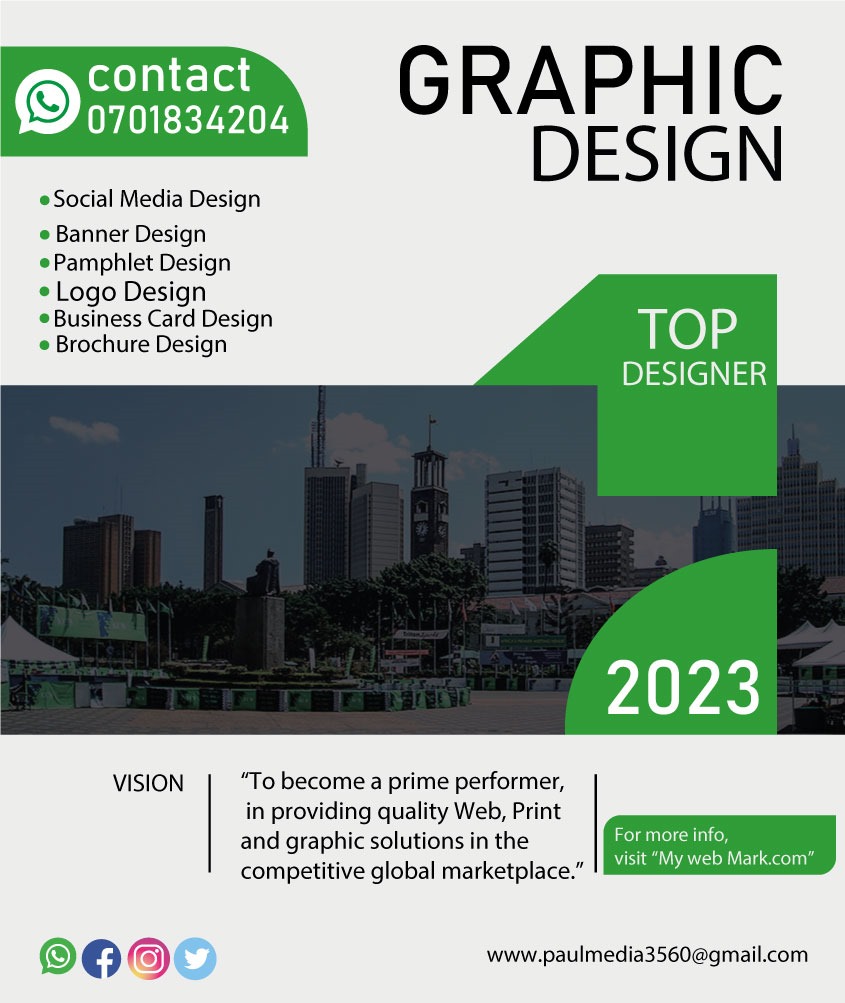 contact
0701834204
GRAPHIC
DESIGN
Social Media Design
Banner Design
Pamphlet Design
Logo Design
Business Card Design
Brochure Design
TOP
DESIGNER
2023
VISION
“To become a prime performer,
in providing quality Web, Print
and graphic solutions in the
competitive global marketplace.”
For more info,
visit “My web Mark.com”
www.paulmedia3560@gmail.com